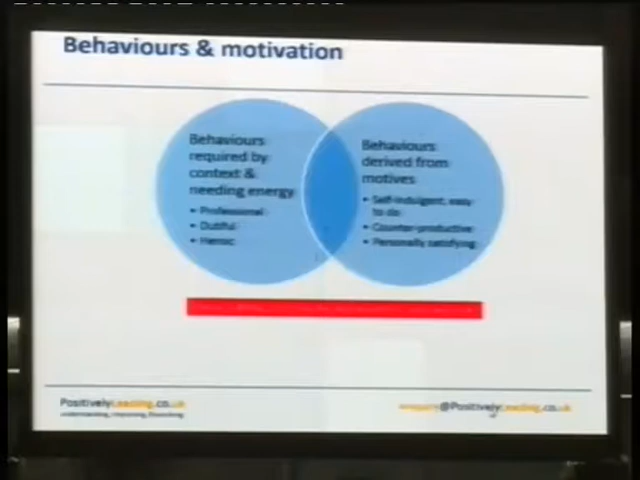 Behaviours & motivation
Behaviours
required by
context &
needing energy
• Professional
• Dutiful
• Heroic
Behaviours
derived from
motives
• Self-indulgent, easy
to do
• Counter-productive
• Personally satisfying
PositivelyLeading.co.uk
@PositivelyLeading.co.uk